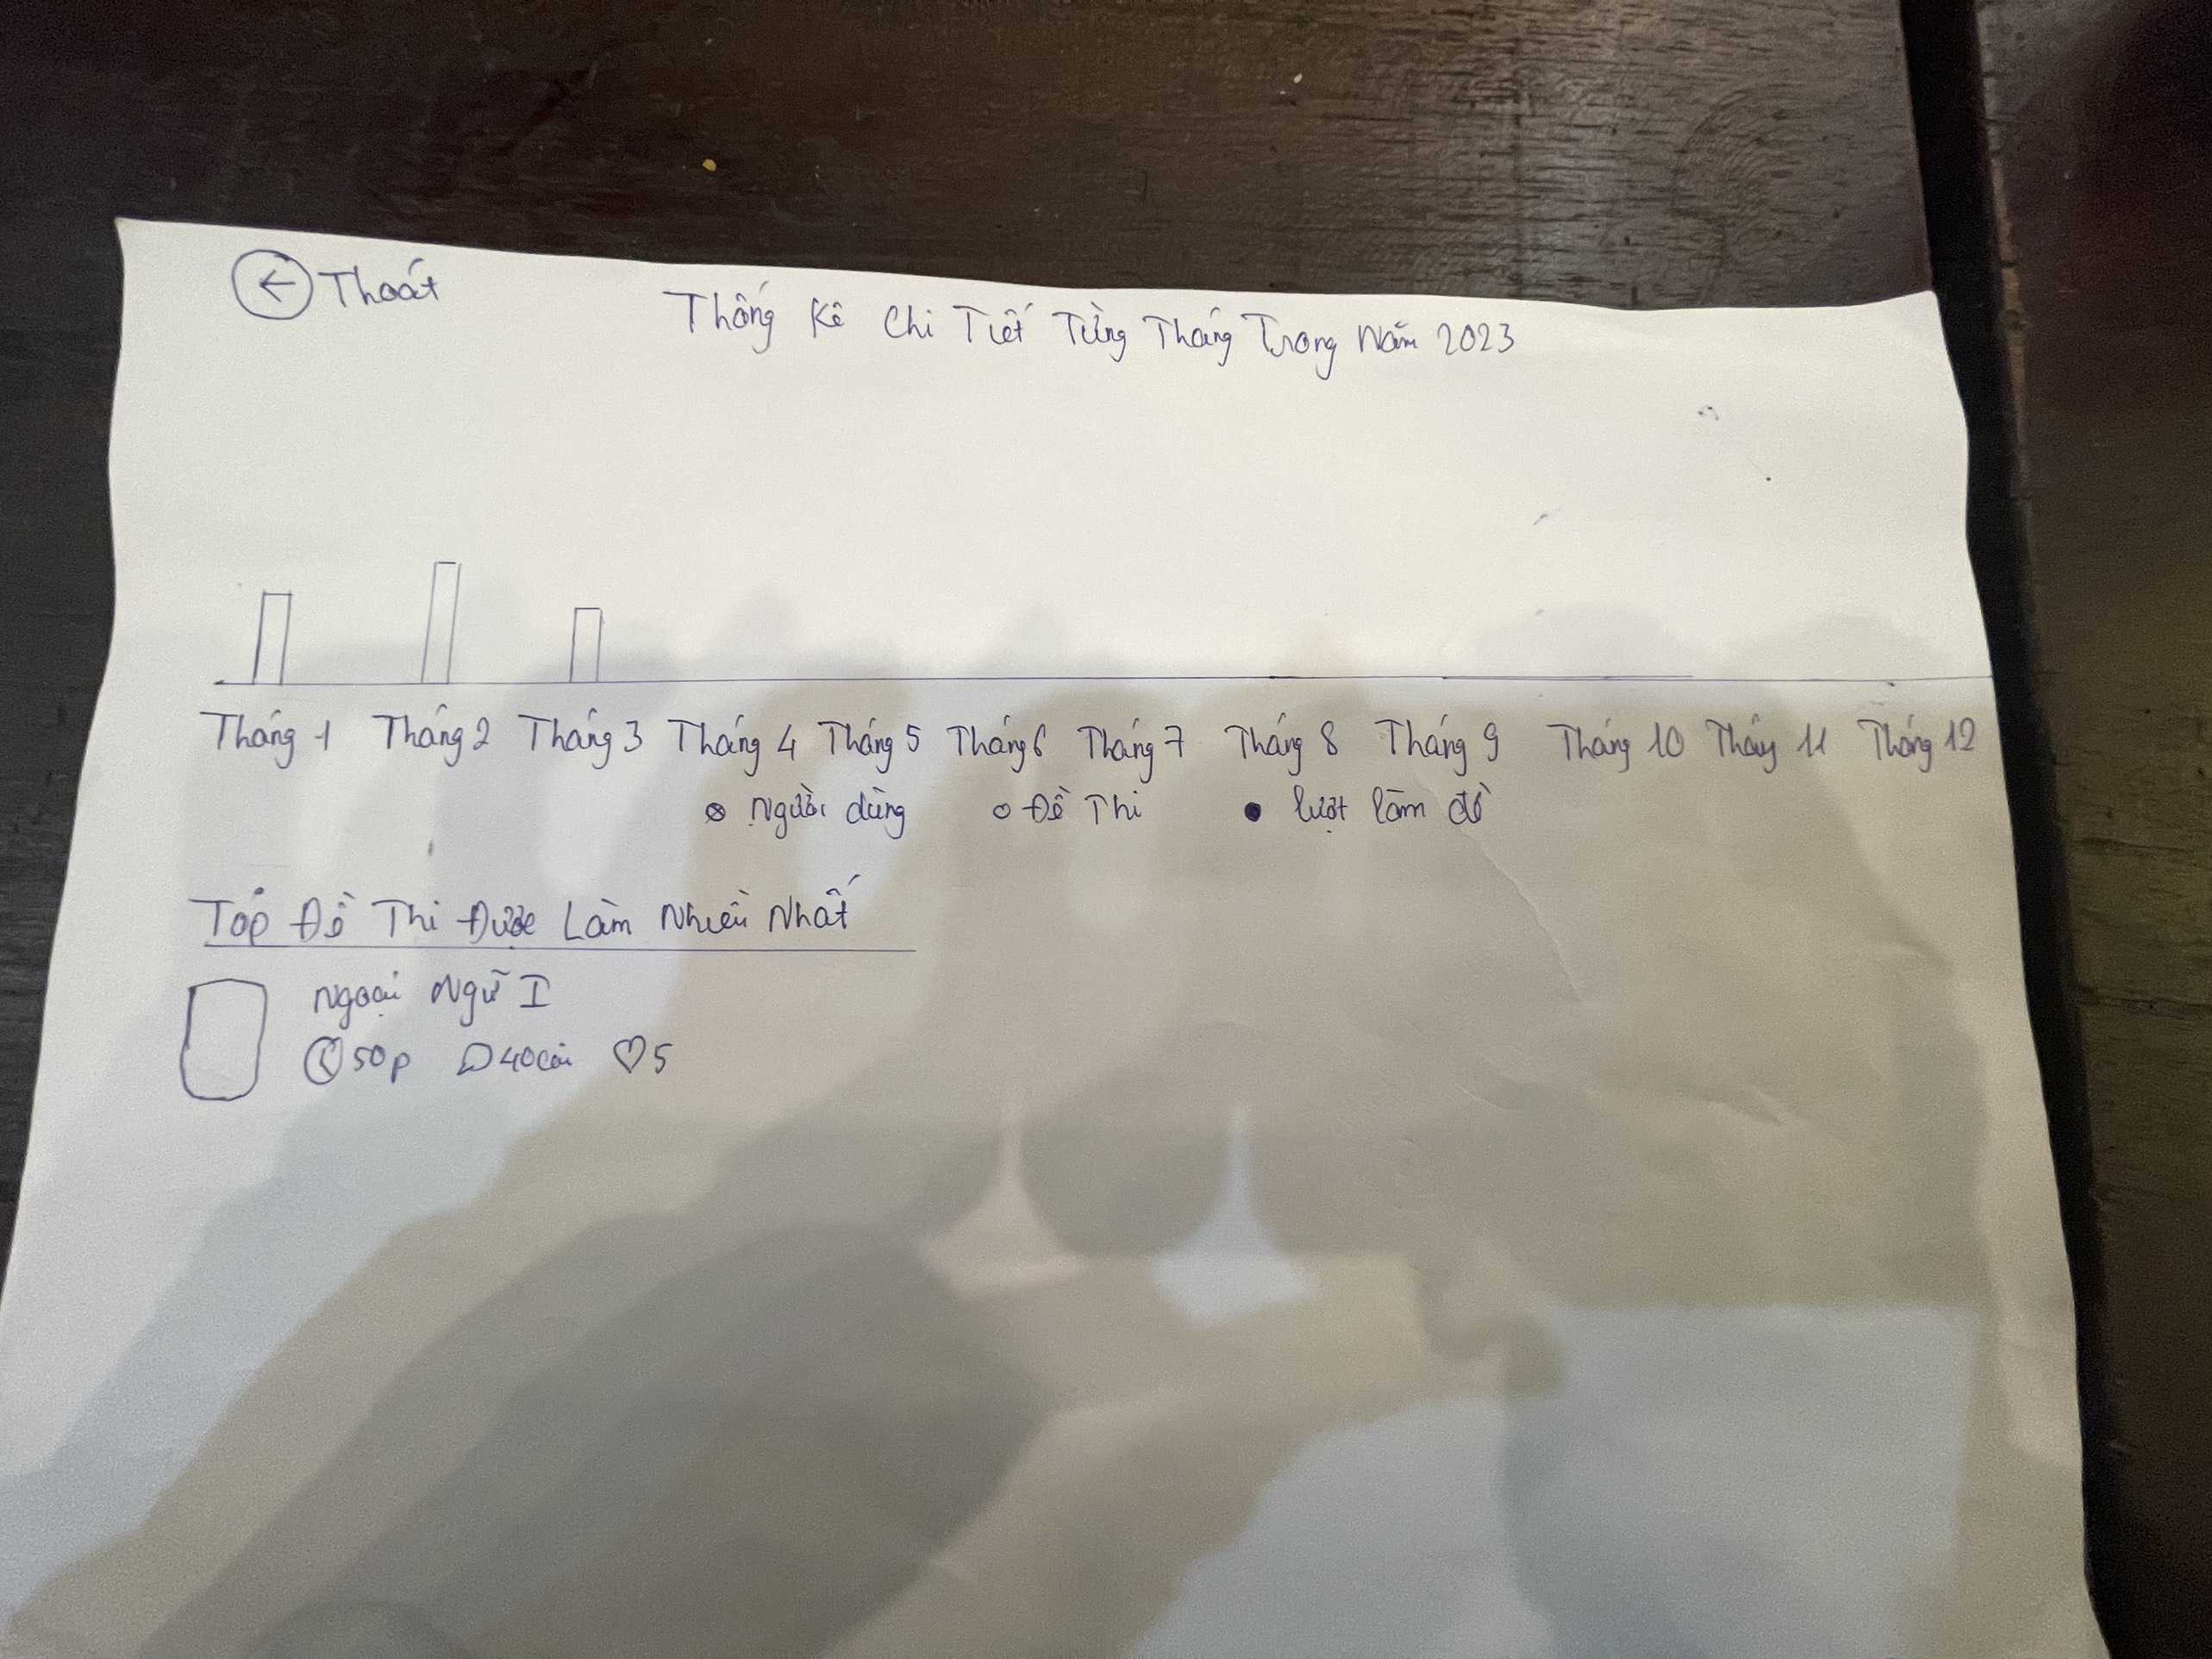 Thoát
Thống Kê Chi Tiết Từng Tháng Trong Năm 2023
Tháng 1 Tháng 2 Tháng 3 Tháng 4 Tháng 5 Tháng 6 Tháng 7 Tháng 8 Tháng 9 Tháng 10 Tháng 11 Tháng 12
Người dùng Đề Thi lượt làm đề
Top Đề Thi Được Làm Nhiều Nhất
Ngoại Ngữ I
50p 40câu 5